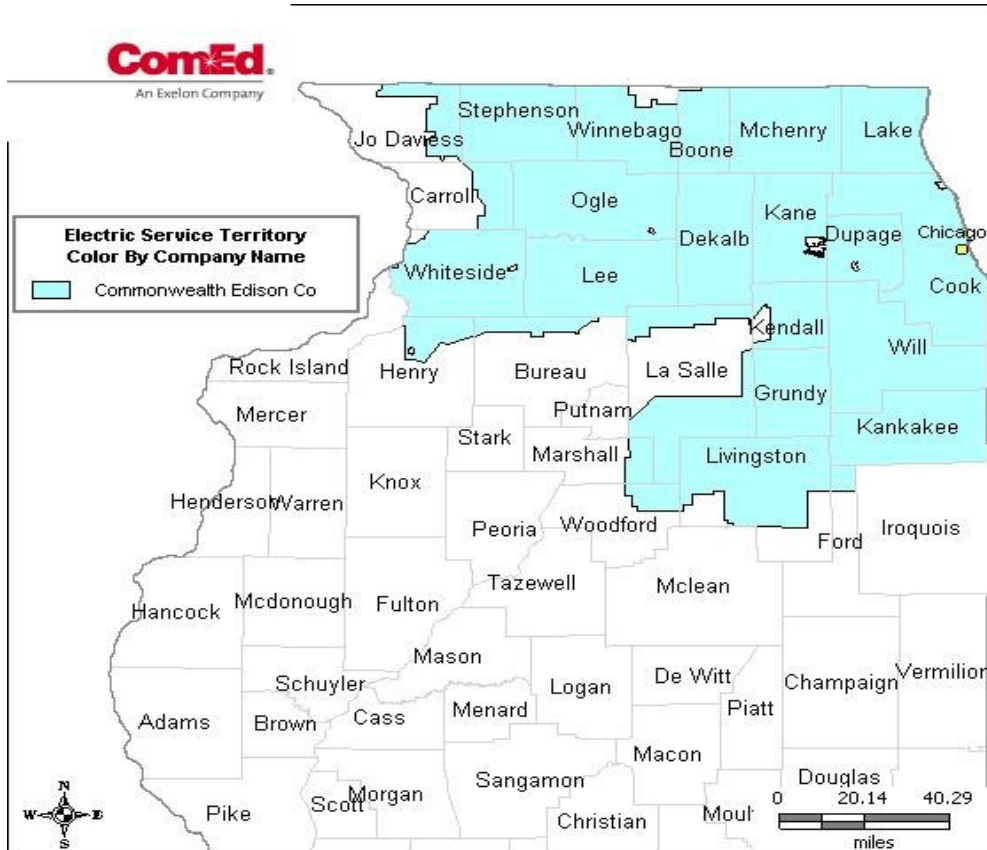 ComEd®
An Exelon Company
Electric Service Territory
Color By Company Name
Commonwealth Edison Co
Stephenson
Winnebago
Boone
Mchenry
Lake
Jo Daviess
Carroll
Ogle
Dekalb
Kane
Dupage
Chicago
Cook
Whiteside
Lee
Kendall
Will
Rock Island
Henry
Bureau
La Salle
Grundy
Putnam
Mercer
Stark
Marshall
Livingston
Kankakee
Knox
Henderson
Warren
Peoria
Woodford
Ford
Iroquois
Tazewell
Mclean
Hancock
Mcdonough
Fulton
Mason
Schuyler
Logan
De Witt
Champaign
Vermilion
Adams
Brown
Cass
Menard
Piatt
Macon
Sangamon
Douglas
Pike
Scott
Morgan
Christian
Moul
N
W
E
S
0 20.14 40.29
miles